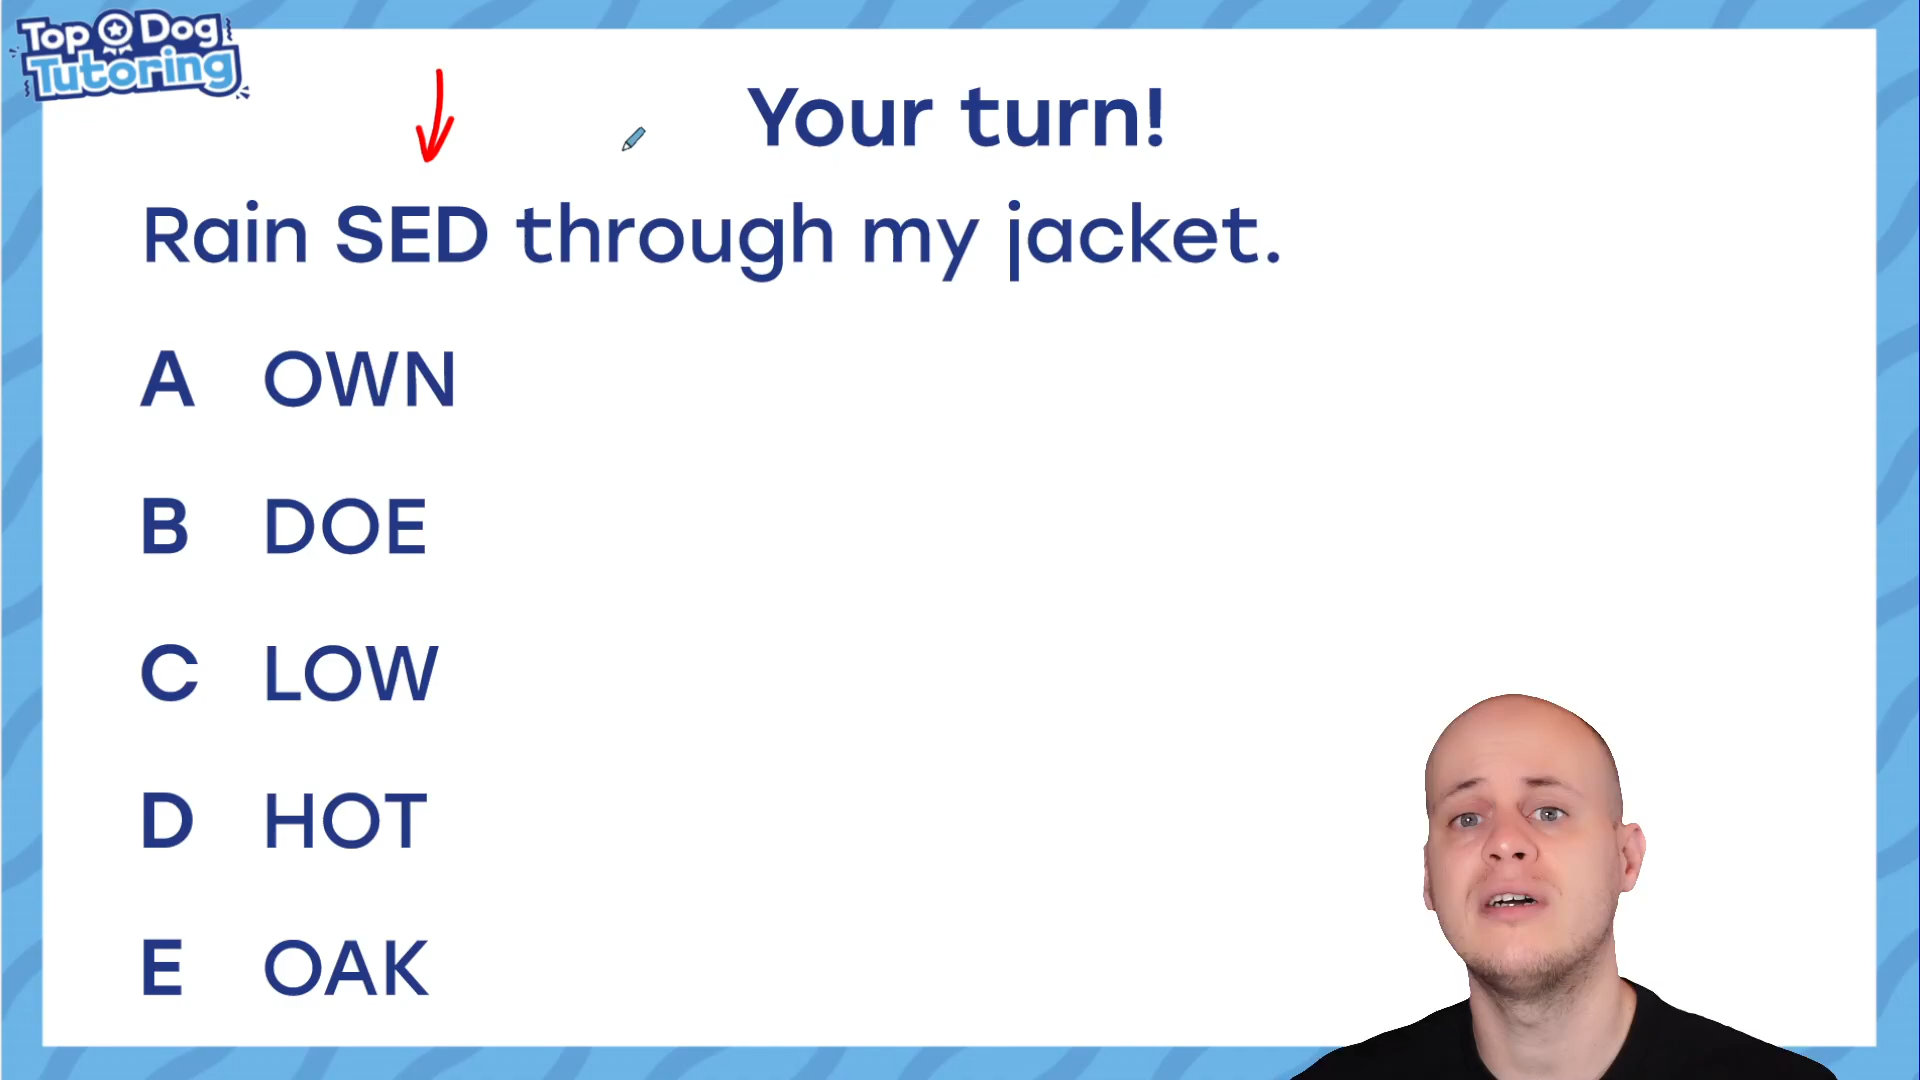 Top Dog
Tutoring
Your turn!
Rain SED through my jacket.
A OWN
B DOE
C LOW
D HOT
E OAK